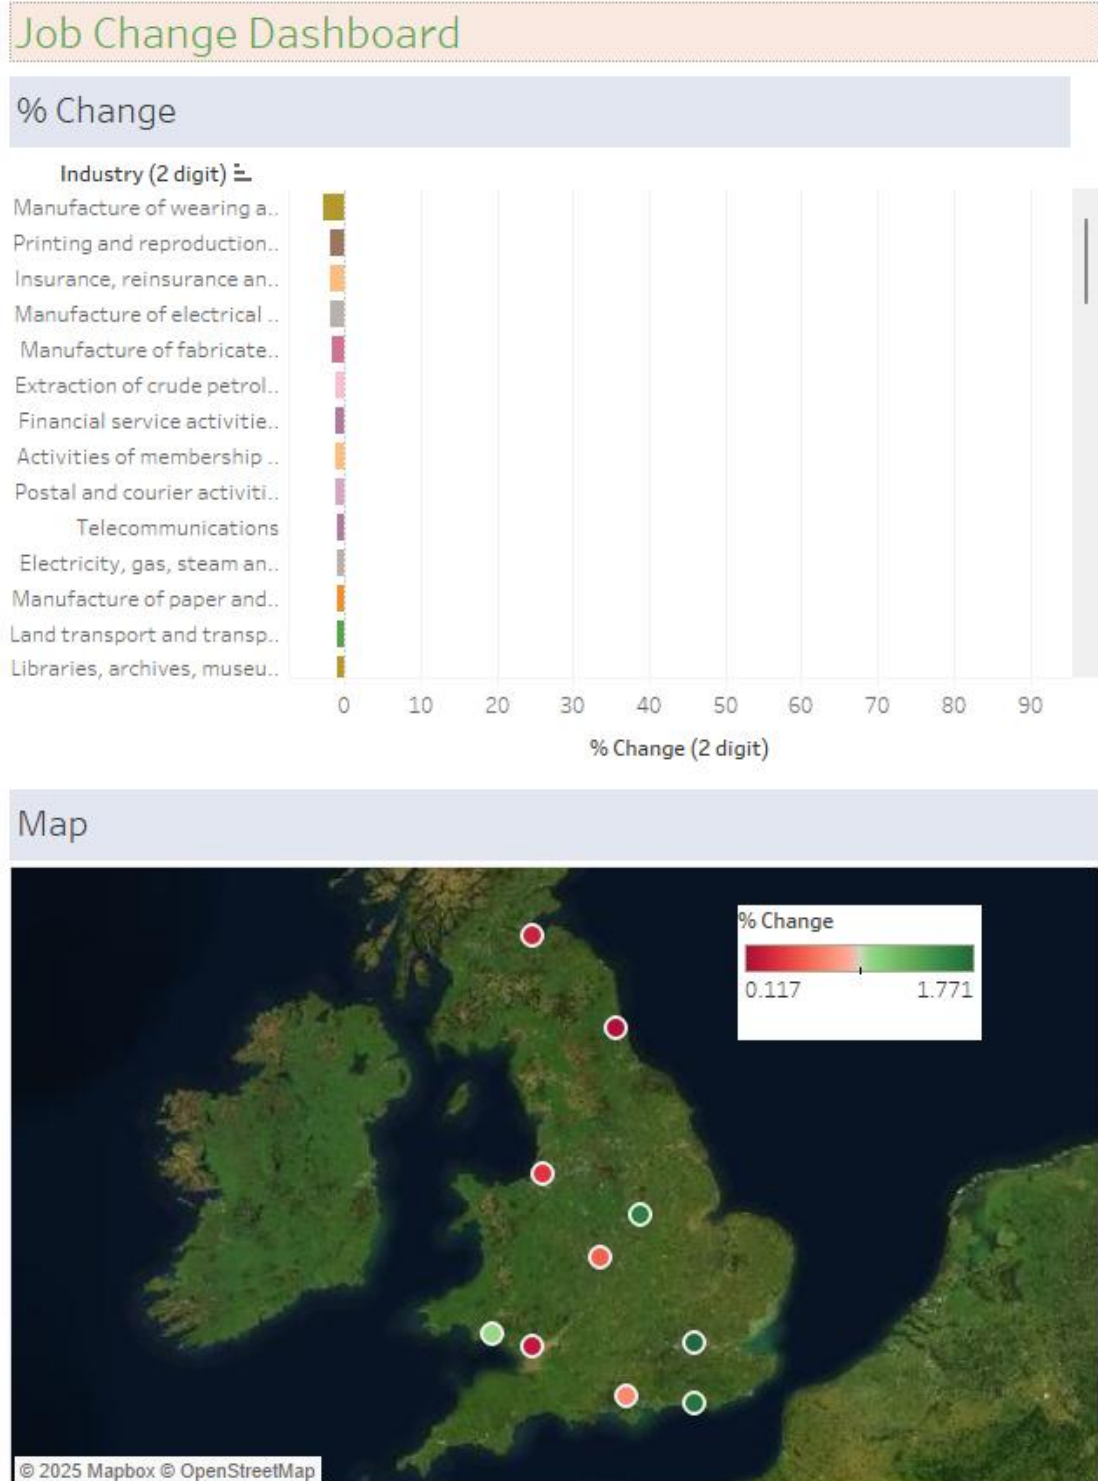 Job Change Dashboard
% Change
Industry (2 digit)
Manufacture of wearing a..
Printing and reproduction..
Insurance, reinsurance an..
Manufacture of electrical ..
Manufacture of fabricate..
Extraction of crude petrol..
Financial service activitie..
Activities of membership ..
Postal and courier activiti..
Telecommunications
Electricity, gas, steam an..
Manufacture of paper and..
Land transport and transp..
Libraries, archives, museu..
0 10 20 30 40 50 60 70 80 90
% Change (2 digit)
Map
% Change
0.117 1.771
© 2025 Mapbox © OpenStreetMap